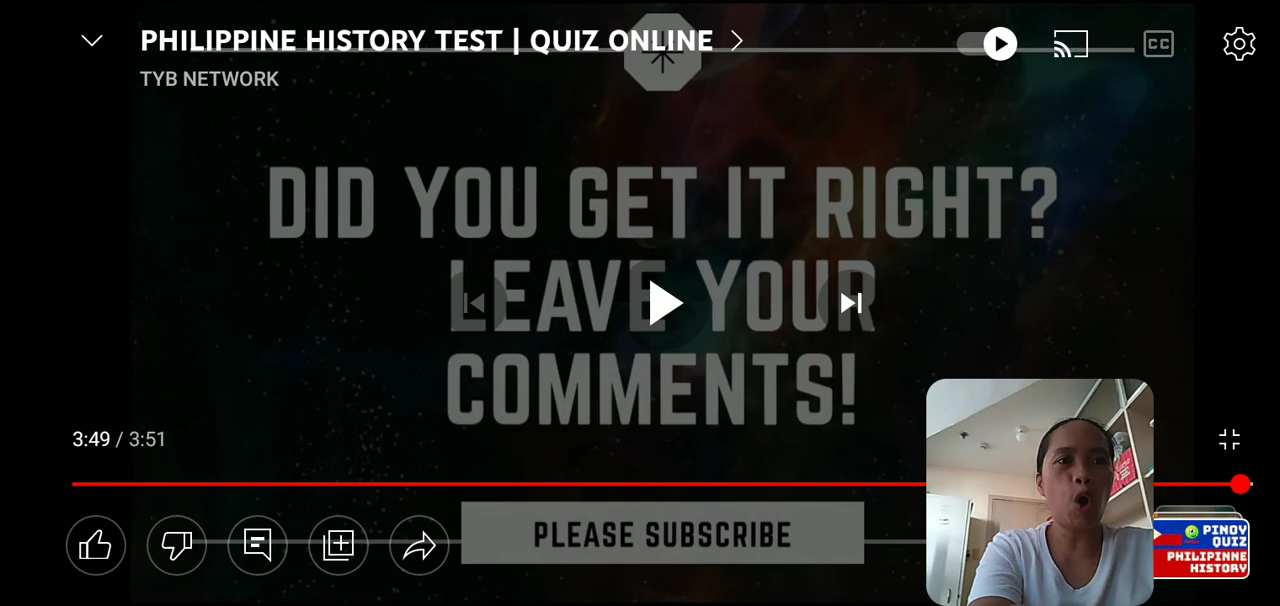 PHILIPPINE HISTORY TEST | QUIZ ONLINE
TYB NETWORK
CC
DID YOU GET IT RIGHT?
LEAVE YOUR
COMMENTS!
3:49 / 3:51
PLEASE SUBSCRIBE
PINOY
QUIZ
PHILIPINNE
HISTORY